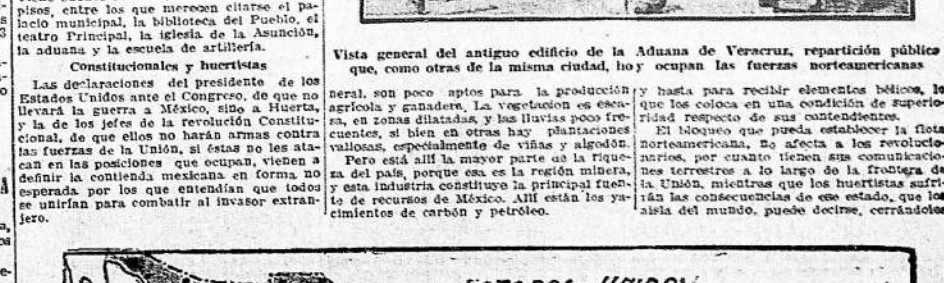 pisos, entre los que merecen citarse el pa-
lacio municipal, la biblioteca del Pueblo, el
teatro Principal, la iglesia de la Asunción,
la aduana y la escuela de artillería.
Constitucionales y huertistas
Las declaraciones del presidente de los
Estados Unidos ante el Congreso, de que no
llevará la guerra a México, sino a Huerta,
y la de los jefes de la revolución Constitu-
cional, de que ellos no harán armas contra
las fuerzas de la Unión, si éstas no les ata-
can en las posiciones que ocupan, vienen a
definir la contienda mexicana en forma no
esperada por los que entendían que todos
se unirían para combatir al invasor extran-
jero.
Vista general del antiguo edificio de la Aduana de Veracruz, repartición pública
que, como otras de la misma ciudad, hoy ocupan las fuerzas norteamericanas
neral, son poco aptos para la producción
agrícola y ganadera. La vegetacion es esca-
sa, en zonas dilatadas, y las lluvias poco fre-
cuentes, si bien en otras hay plantaciones
vallosas, especialmente de viñas y algodón.
Pero está allí la mayor parte de la rique-
za del país, porque esa es la región minera,
y esta industria constituye la principal fuen-
te de recursos de México. Allí están los ya-
cimientos de carbón y petróleo.
y hasta para recibir elementos bélicos, lo
que los coloca en una condición de superio-
ridad respecto de sus contendientes.
El bloqueo que pueda establecer la flota
norteamericana, no afecta a los revolucio-
narios, por cuanto tienen sus comunicacio-
nes terrestres a lo largo de la frontera de
la Unión, mientras que los huertistas sufri-
rán las consecuencias de ese estado, que los
aisla del mundo, puede decirse, cerrándoles